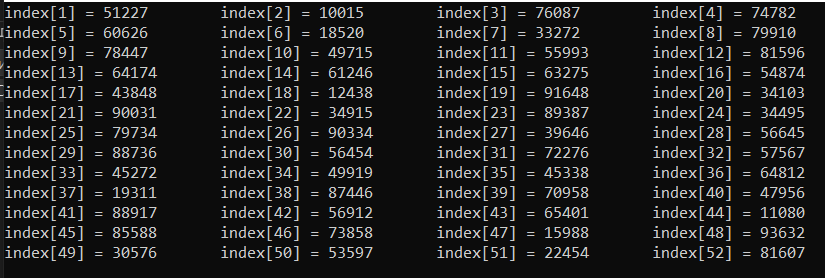 index[1] = 51227 index[2] = 10015 index[3] = 76087 index[4] = 74782
index[5] = 60626 index[6] = 18520 index[7] = 33272 index[8] = 79910
index[9] = 78447 index[10] = 49715 index[11] = 55993 index[12] = 81596
index[13] = 64174 index[14] = 61246 index[15] = 63275 index[16] = 54874
index[17] = 43848 index[18] = 12438 index[19] = 91648 index[20] = 34103
index[21] = 90031 index[22] = 34915 index[23] = 89387 index[24] = 34495
index[25] = 79734 index[26] = 90334 index[27] = 39646 index[28] = 56645
index[29] = 88736 index[30] = 56454 index[31] = 72276 index[32] = 57567
index[33] = 45272 index[34] = 49919 index[35] = 45338 index[36] = 64812
index[37] = 19311 index[38] = 87446 index[39] = 70958 index[40] = 47956
index[41] = 88917 index[42] = 56912 index[43] = 65401 index[44] = 11080
index[45] = 85588 index[46] = 73858 index[47] = 15988 index[48] = 93632
index[49] = 30576 index[50] = 53597 index[51] = 22454 index[52] = 81607